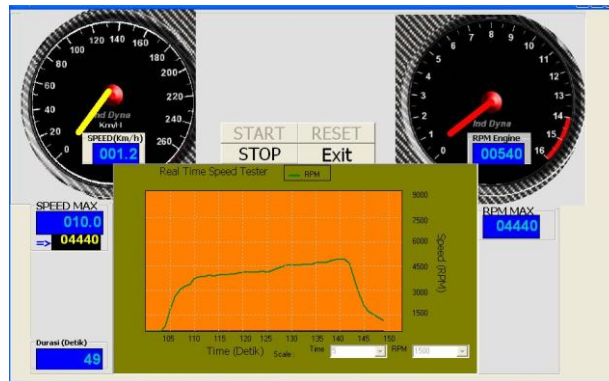 120 140 160
100
80
180
60
200
40
220
20
240
0
260
Ind Dyna
Km/H
SPEED(Km/h)
001.2
7 8 9
6
10
5
11
4
12
3
13
2
14
1
15
0
16
Ind Dyna
RPM Engine
00540
START RESET
STOP Exit
Real Time Speed Tester
RPM
SPEED MAX
010.0
=> 04440
RPM MAX
04440
9000
7500
6000
4500
3000
1500
Speed (RPM)
105 110 115 120 125 130 135 140 145 150
Time (Detik) Scale : Time 5 RPM 1500
Durasi (Detik)
49